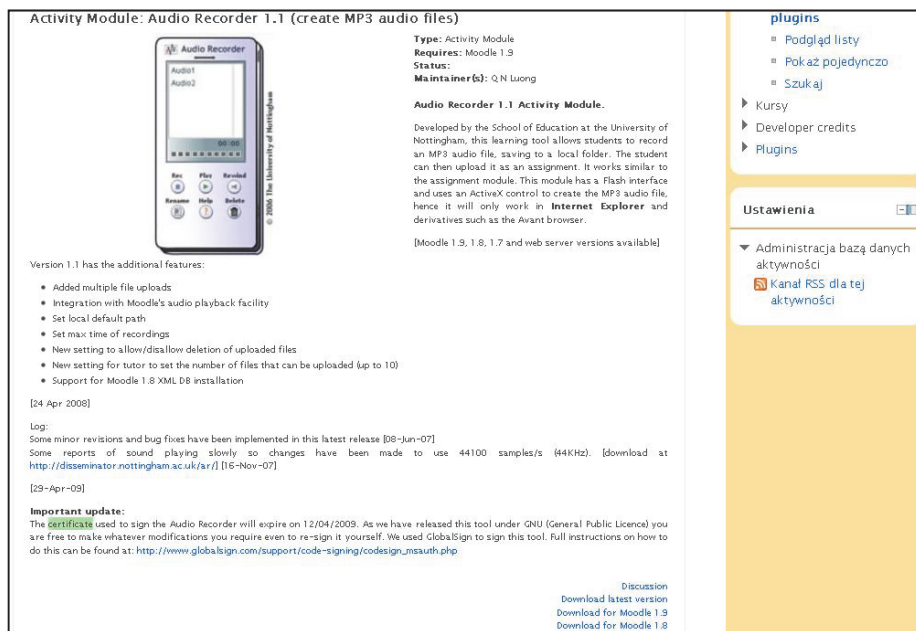 Activity Module: Audio Recorder 1.1 (create MP3 audio files)
Audio Recorder
Audio1
Audio2
00:00
Rec Play Rewind
Rename Help Delete
© 2006 The University of Nottingham
Type: Activity Module
Requires: Moodle 1.9
Status:
Maintainer(s): Q N Luong
Audio Recorder 1.1 Activity Module.
Developed by the School of Education at the University of
Nottingham, this learning tool allows students to record
an MP3 audio file, saving to a local folder. The student
can then upload it as an assignment. It works similar to
the assignment module. This module has a Flash interface
and uses an ActiveX control to create the MP3 audio file,
hence it will only work in Internet Explorer and
derivatives such as the Avant browser.
[Moodle 1.9, 1.8, 1.7 and web server versions available]
Version 1.1 has the additional features:
Added multiple file uploads
Integration with Moodle's audio playback facility
Set local default path
Set max time of recordings
New setting to allow/disallow deletion of uploaded files
New setting for tutor to set the number of files that can be uploaded (up to 10)
Support for Moodle 1.8 XML DB installation
[24 Apr 2008]
Log:
Some minor revisions and bug fixes have been implemented in this latest release [08-Jun-07]
Some reports of sound playing slowly so changes have been made to use 44100 samples/s (44KHz). [download at
http://disseminator.nottingham.ac.uk/ar/] [16-Nov-07]
[29-Apr-09]
Important update:
The certificate used to sign the Audio Recorder will expire on 12/04/2009. As we have released this tool under GNU (General Public Licence) you
are free to make whatever modifications you require even to re-sign it yourself. We used GlobalSign to sign this tool. Full instructions on how to
do this can be found at: http://www.globalsign.com/support/code-signing/codesign_msauth.php
Discussion
Download latest version
Download for Moodle 1.9
Download for Moodle 1.8
plugins
Podgląd listy
Pokaż pojedynczo
Szukaj
Kursy
Developer credits
Plugins
Ustawienia
Administracja bazą danych
aktywności
Kanał RSS dla tej
aktywności